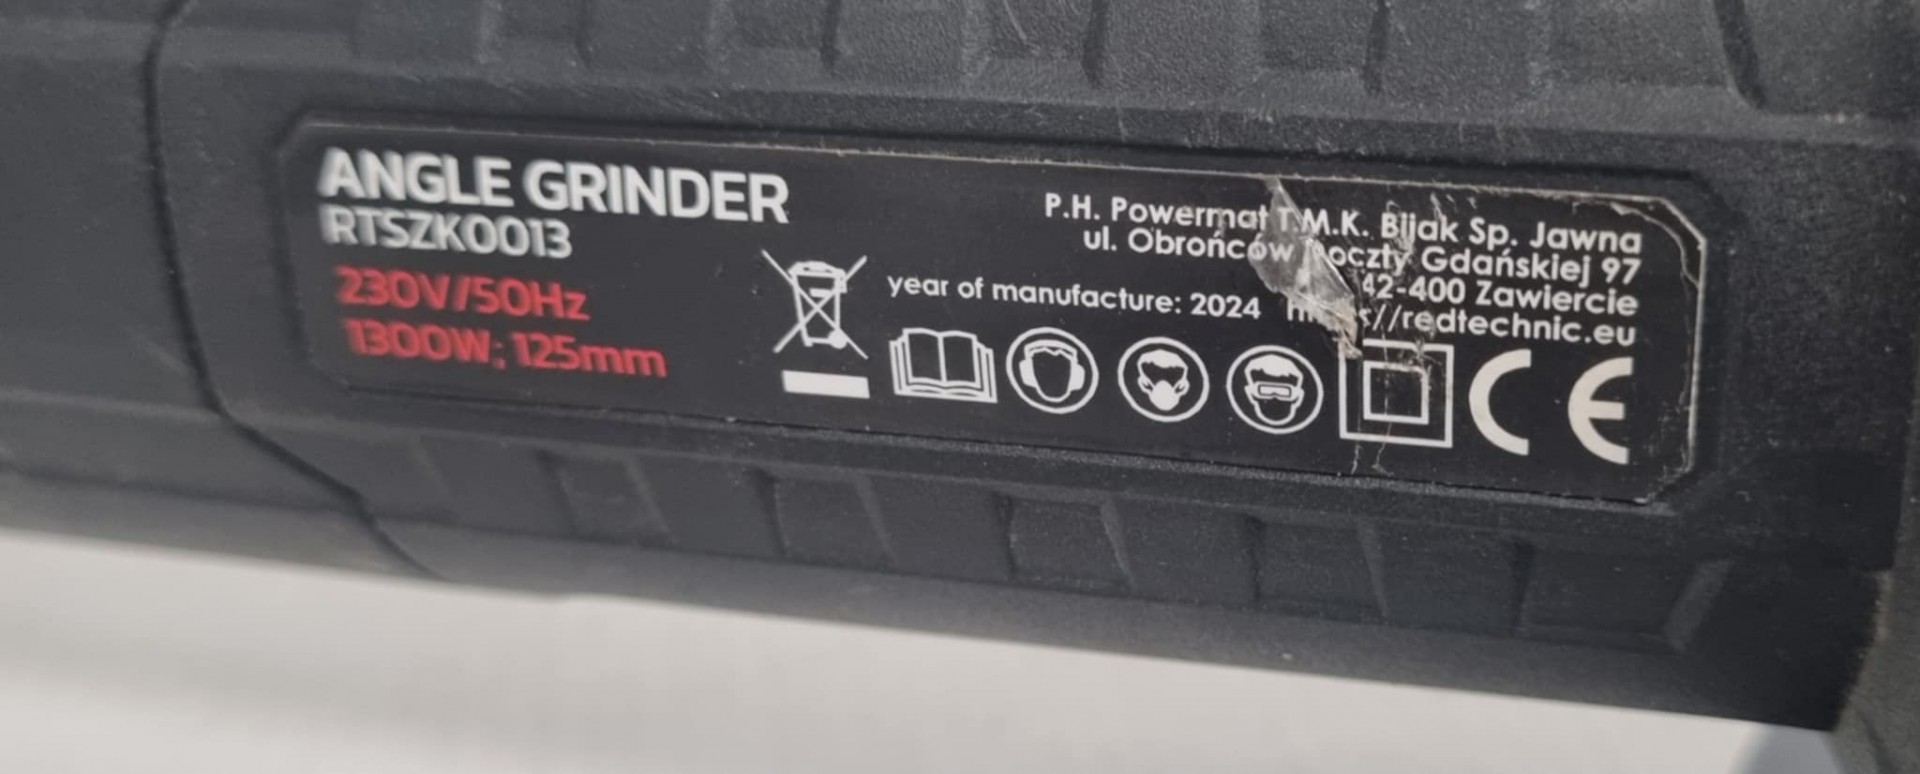 ANGLE GRINDER
RTSZK0013
230V/50Hz
1300W; 125mm
P.H. Powermat T.M.K. Bijak Sp. Jawna
ul. Obrońców Gdańskiej 97
42-400 Zawiercie
year of manufacture: 2024
redtechnic.eu
CE